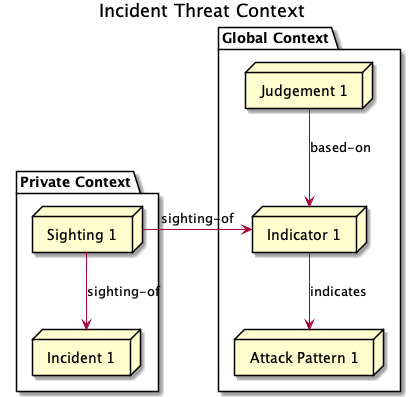 Incident Threat Context
Global Context
Judgement 1
based-on
Private Context
Sighting 1
sighting-of
Indicator 1
sighting-of
indicates
Incident 1
Attack Pattern 1